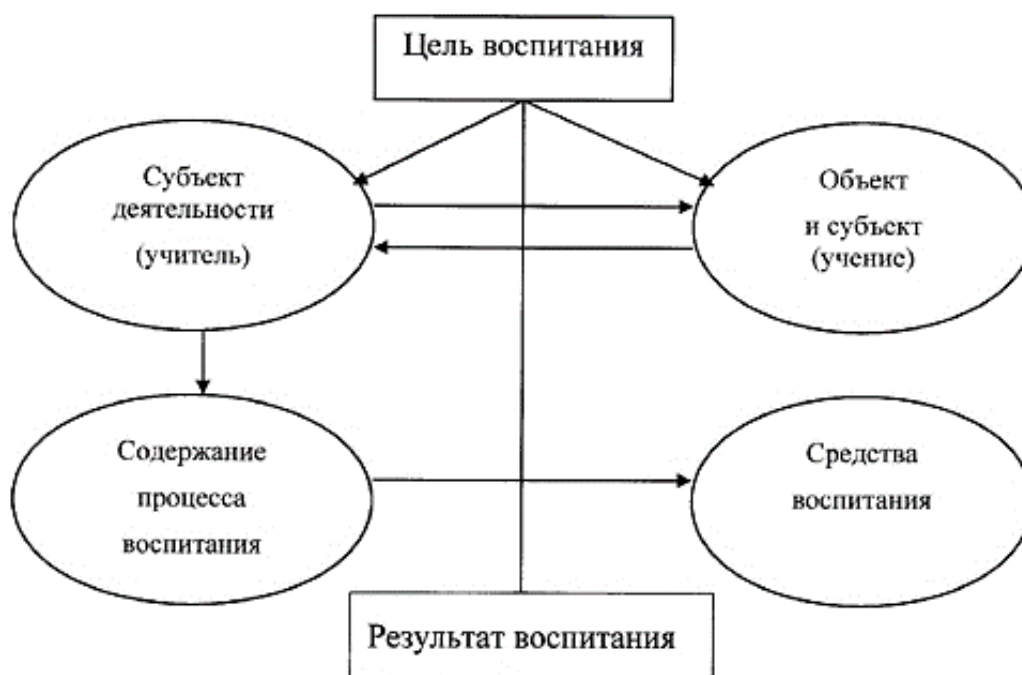 Цель воспитания
Субъект
деятельности
(учитель)
Объект
и субъект
(учение)
Содержание
процесса
воспитания
Средства
воспитания
Результат воспитания